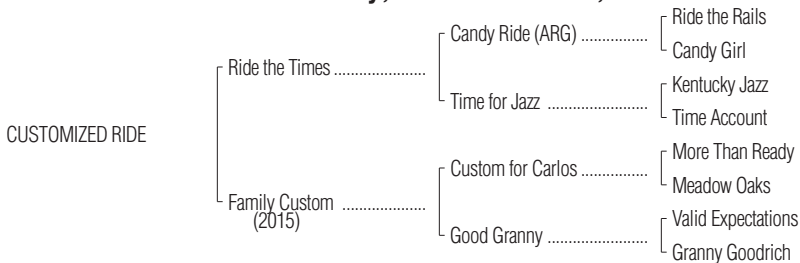 Ride the Rails
Candy Ride (ARG) ................
Candy Girl
Ride the Times ......................
Kentucky Jazz
Time for Jazz ........................
Time Account
CUSTOMIZED RIDE
More Than Ready
Custom for Carlos ................
Meadow Oaks
Family Custom ....................
(2015)
Valid Expectations
Good Granny ........................
Granny Goodrich